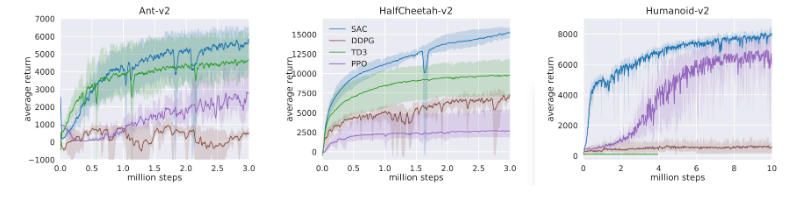 Ant-v2
7000
6000
5000
4000
3000
2000
1000
0
−1000
average return
0.0 0.5 1.0 1.5 2.0 2.5 3.0
million steps
HalfCheetah-v2
SAC
DDPG
TD3
PPO
15000
12500
10000
7500
5000
2500
0
average return
0.0 0.5 1.0 1.5 2.0 2.5 3.0
million steps
Humanoid-v2
8000
6000
4000
2000
0
average return
0 2 4 6 8 10
million steps